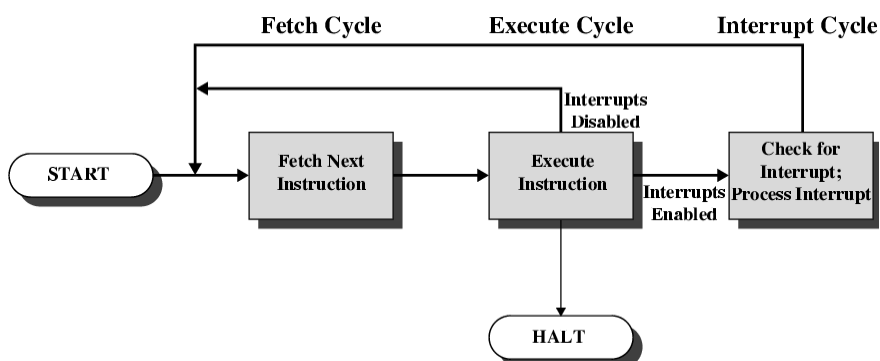 Fetch Cycle
Execute Cycle
Interrupt Cycle
Interrupts
Disabled
START
Fetch Next
Instruction
Execute
Instruction
Interrupts
Enabled
Check for
Interrupt;
Process Interrupt
HALT